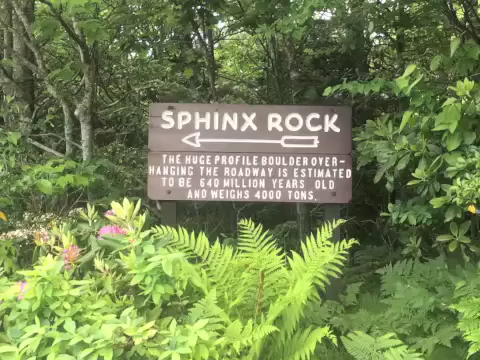 SPHINX ROCK
THE HUGE PROFILE BOULDER OVER-
HANGING THE ROADWAY IS ESTIMATED
TO BE 640 MILLION YEARS OLD
AND WEIGHS 4000 TONS.